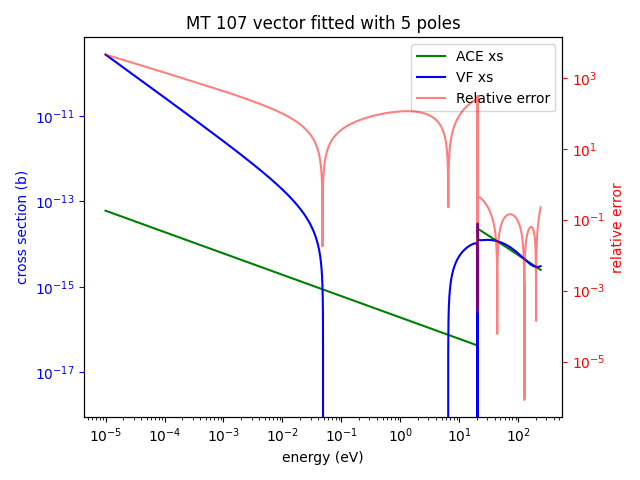 MT 107 vector fitted with 5 poles
ACE xs
VF xs
Relative error
cross section (b)
10⁻¹¹
10⁻¹³
10⁻¹⁵
10⁻¹⁷
10³
10¹
10⁻¹
10⁻³
10⁻⁵
relative error
10⁻⁵
10⁻⁴
10⁻³
10⁻²
10⁻¹
10⁰
10¹
10²
energy (eV)